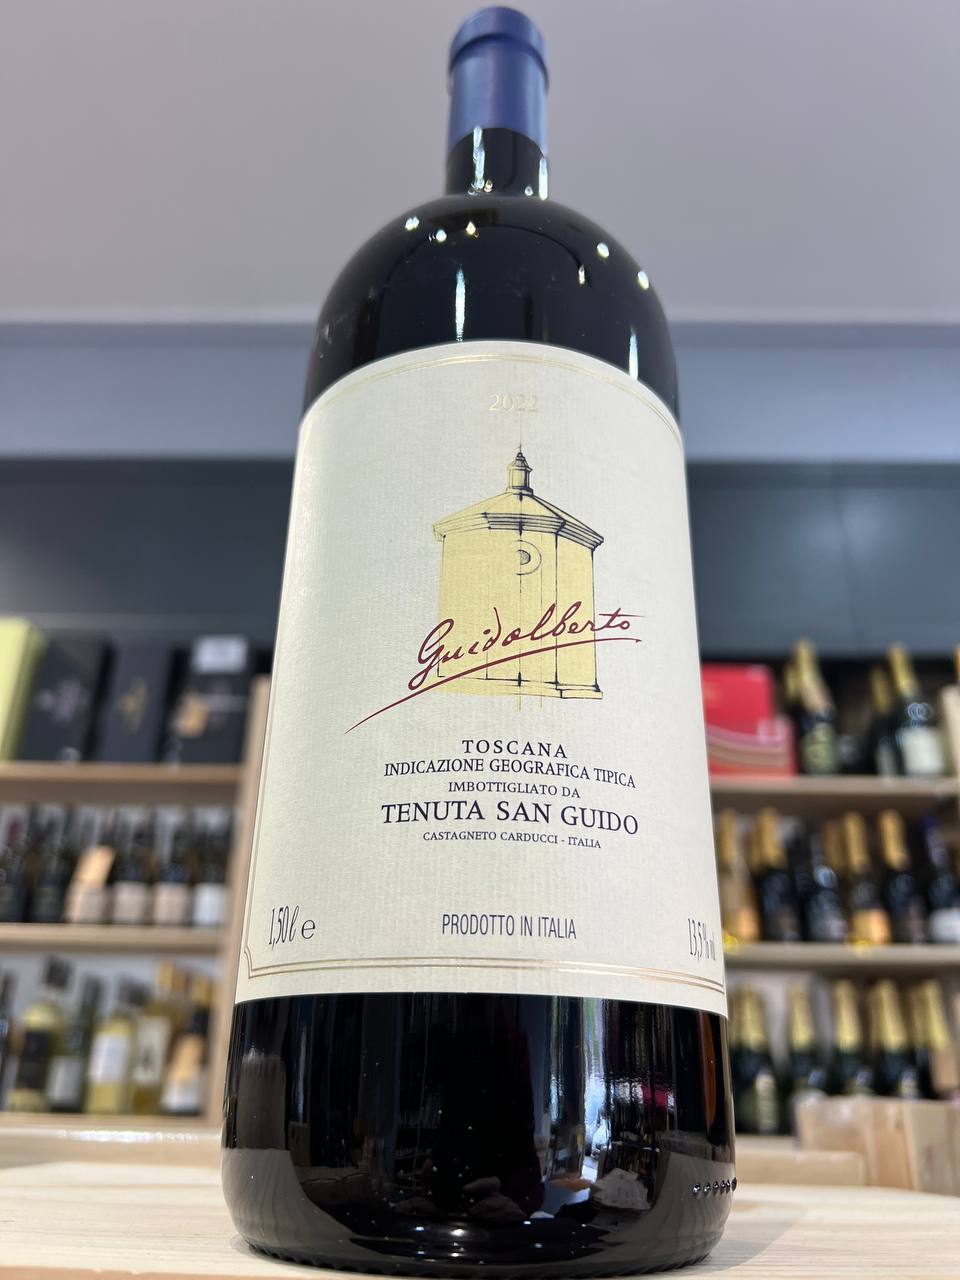 2022
Guidalberto
TOSCANA
INDICAZIONE GEOGRAFICA TIPICA
IMBOTTIGLIATO DA
TENUTA SAN GUIDO
CASTAGNETO CARDUCCI - ITALIA
1,50 l e
PRODOTTO IN ITALIA
13,5% vol